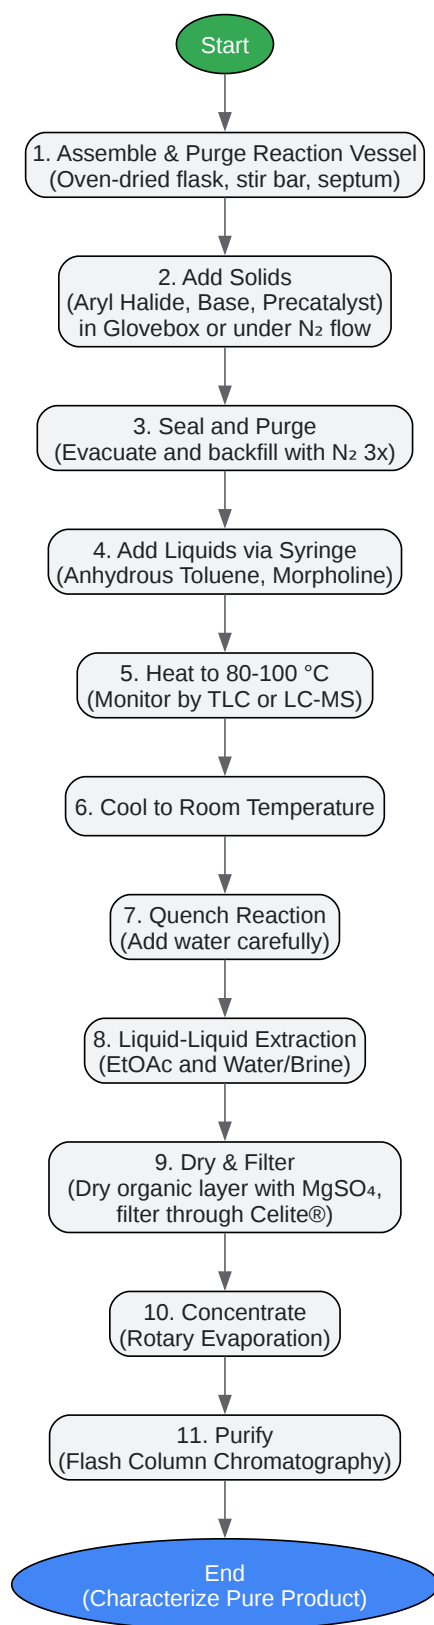 Start
1. Assemble & Purge Reaction Vessel
(Oven-dried flask, stir bar, septum)
2. Add Solids
(Aryl Halide, Base, Precatalyst)
in Glovebox or under N₂ flow
3. Seal and Purge
(Evacuate and backfill with N₂ 3x)
4. Add Liquids via Syringe
(Anhydrous Toluene, Morpholine)
5. Heat to 80-100 °C
(Monitor by TLC or LC-MS)
6. Cool to Room Temperature
7. Quench Reaction
(Add water carefully)
8. Liquid-Liquid Extraction
(EtOAc and Water/Brine)
9. Dry & Filter
(Dry organic layer with MgSO₄,
filter through Celite®)
10. Concentrate
(Rotary Evaporation)
11. Purify
(Flash Column Chromatography)
End
(Characterize Pure Product)